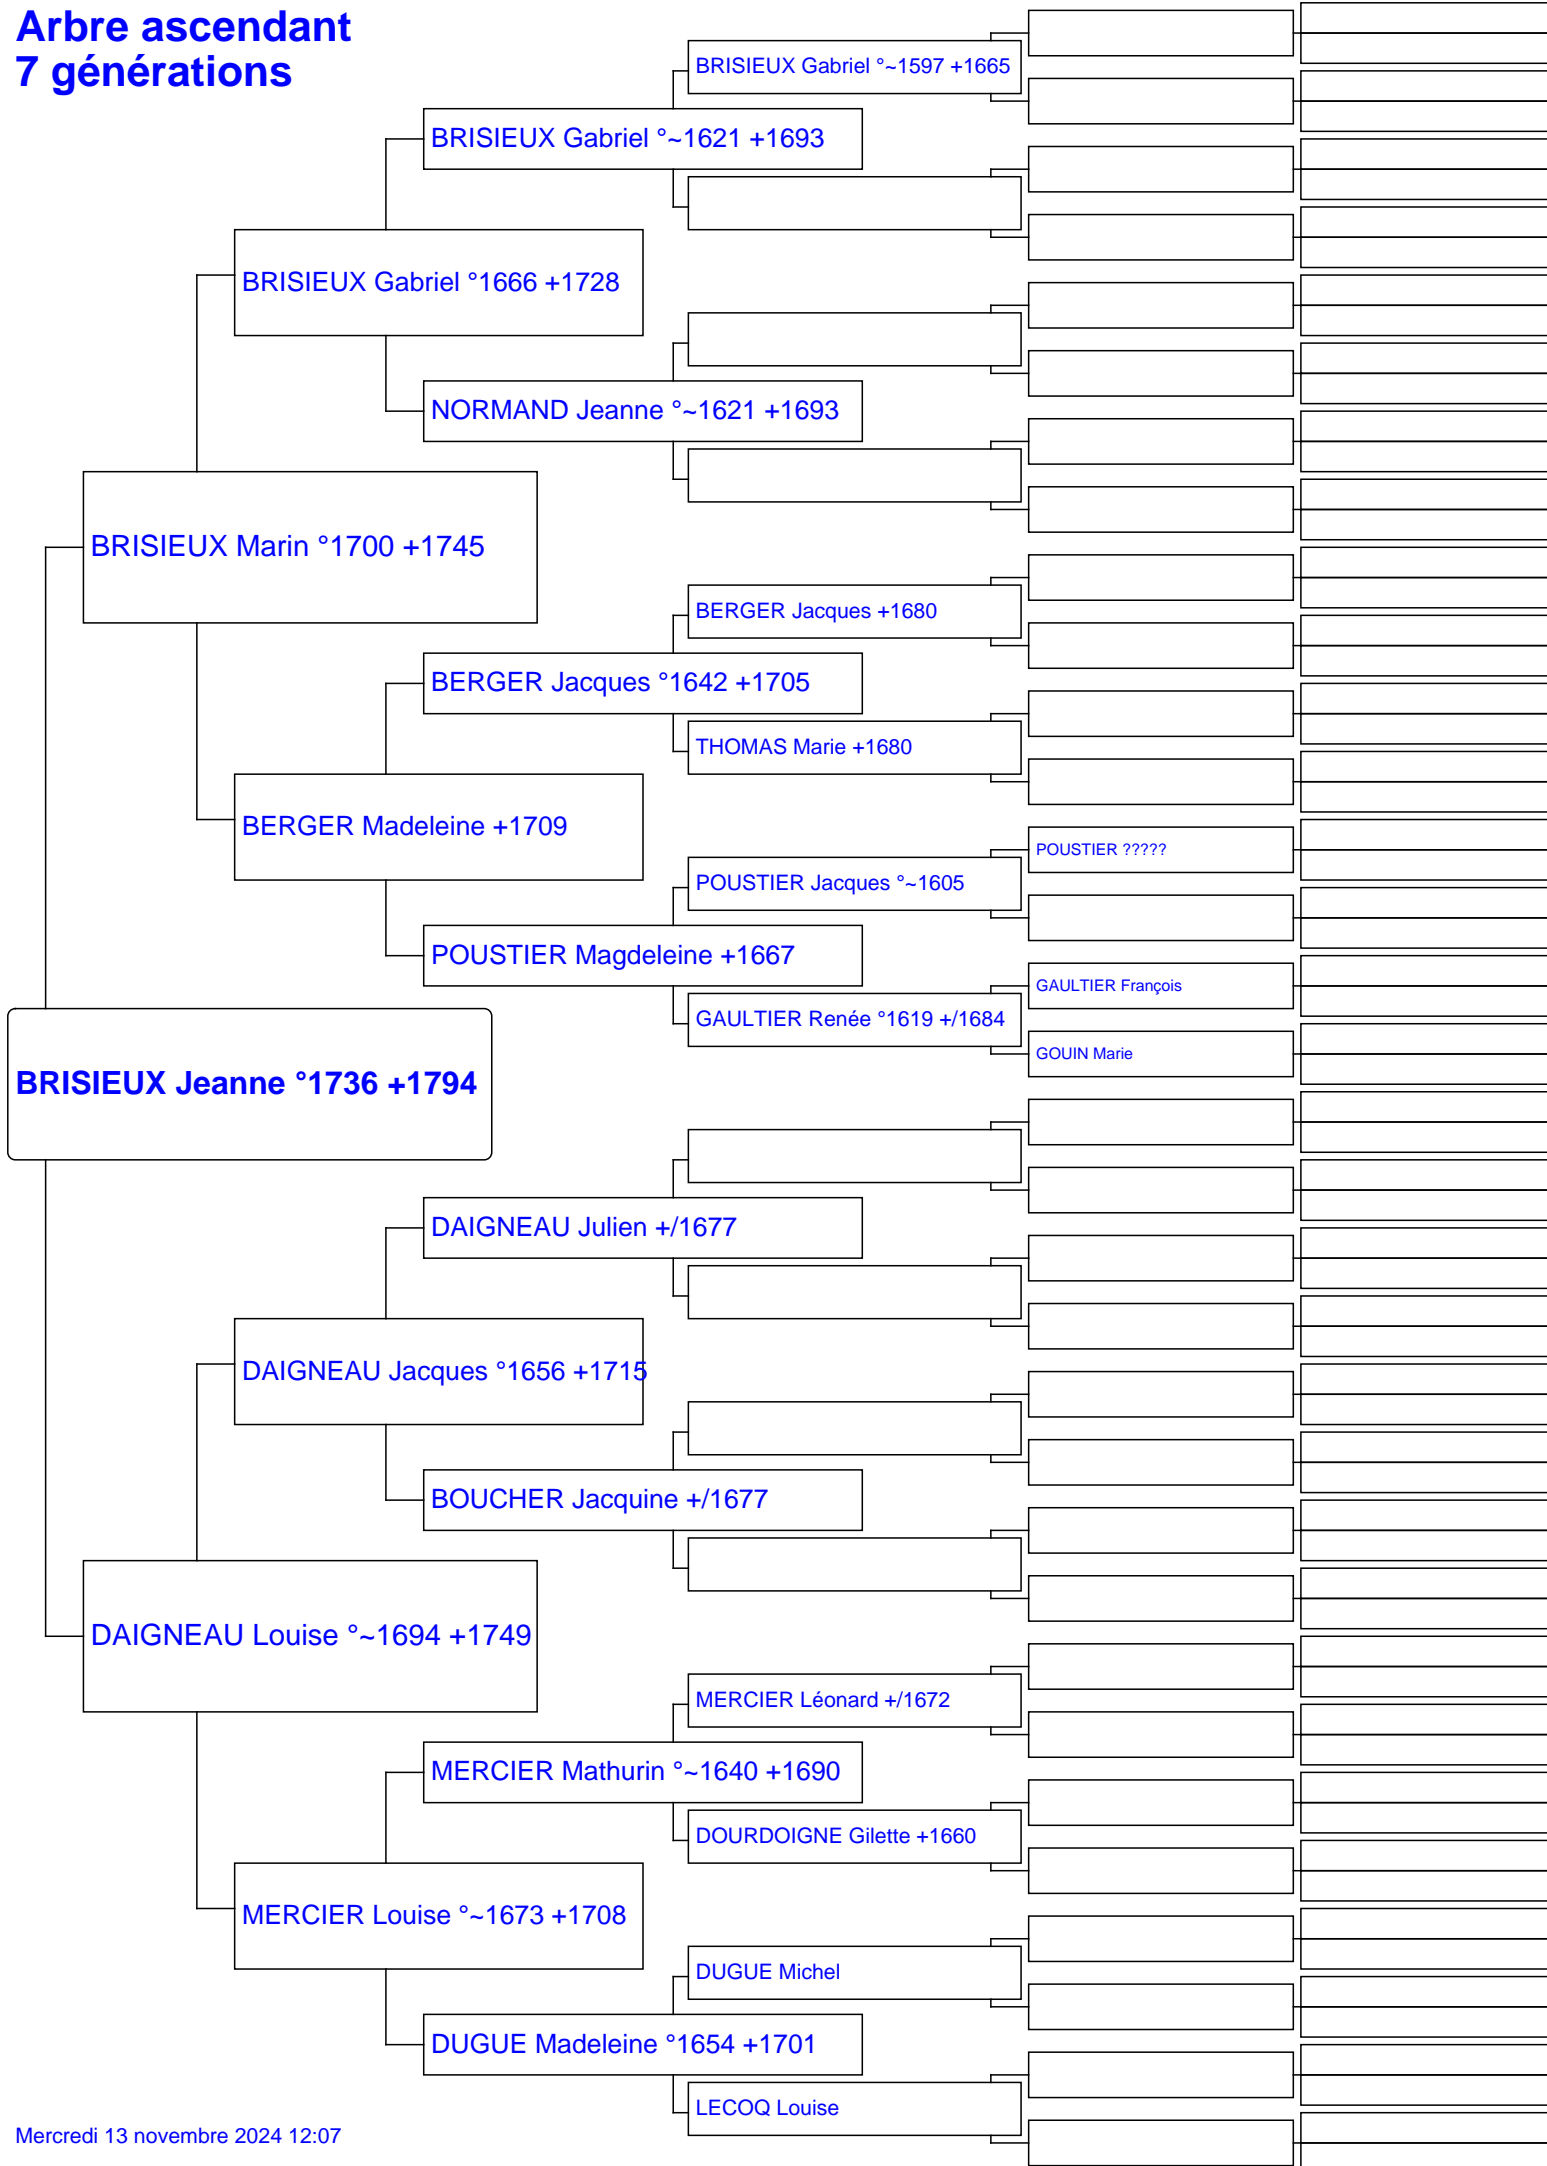 Arbre ascendant
7 générations
BRISIEUX Gabriel °~1597 +1665
BRISIEUX Gabriel °~1621 +1693
BRISIEUX Gabriel °1666 +1728
NORMAND Jeanne °~1621 +1693
BRISIEUX Marin °1700 +1745
BERGER Jacques +1680
BERGER Jacques °1642 +1705
THOMAS Marie +1680
BERGER Madeleine +1709
POUSTIER ?????
POUSTIER Jacques °~1605
POUSTIER Magdeleine +1667
GAULTIER François
GAULTIER Renée °1619 +/1684
GOUIN Marie
BRISIEUX Jeanne °1736 +1794
DAIGNEAU Julien +/1677
DAIGNEAU Jacques °1656 +1715
BOUCHER Jacquine +/1677
DAIGNEAU Louise °~1694 +1749
MERCIER Léonard +/1672
MERCIER Mathurin °~1640 +1690
DOURDOIGNE Gilette +1660
MERCIER Louise °~1673 +1708
DUGUE Michel
DUGUE Madeleine °1654 +1701
LECOQ Louise
Mercredi 13 novembre 2024 12:07